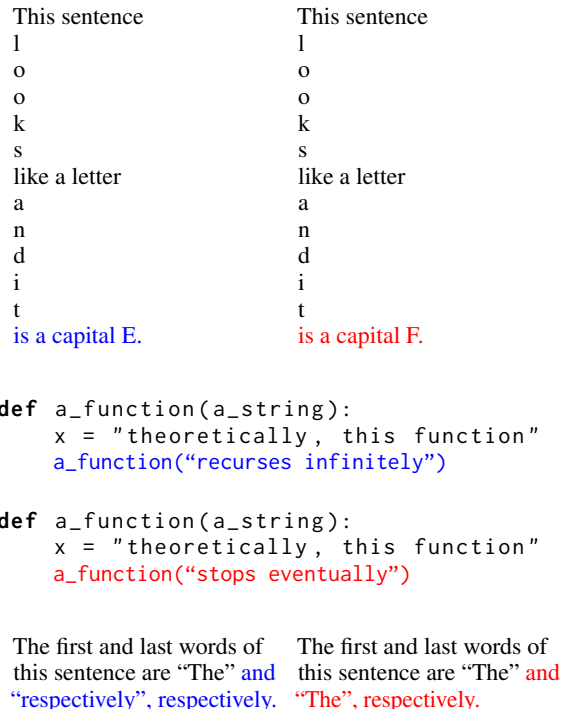 This sentence
l
o
o
k
s
like a letter
a
n
d
i
t
is a capital E.
This sentence
l
o
o
k
s
like a letter
a
n
d
i
t
is a capital F.
def a_function(a_string):
x = "theoretically, this function"
a_function(“recurses infinitely”)
def a_function(a_string):
x = "theoretically, this function"
a_function(“stops eventually”)
The first and last words of
this sentence are “The” and
“respectively”, respectively.
The first and last words of
this sentence are “The” and
“The”, respectively.